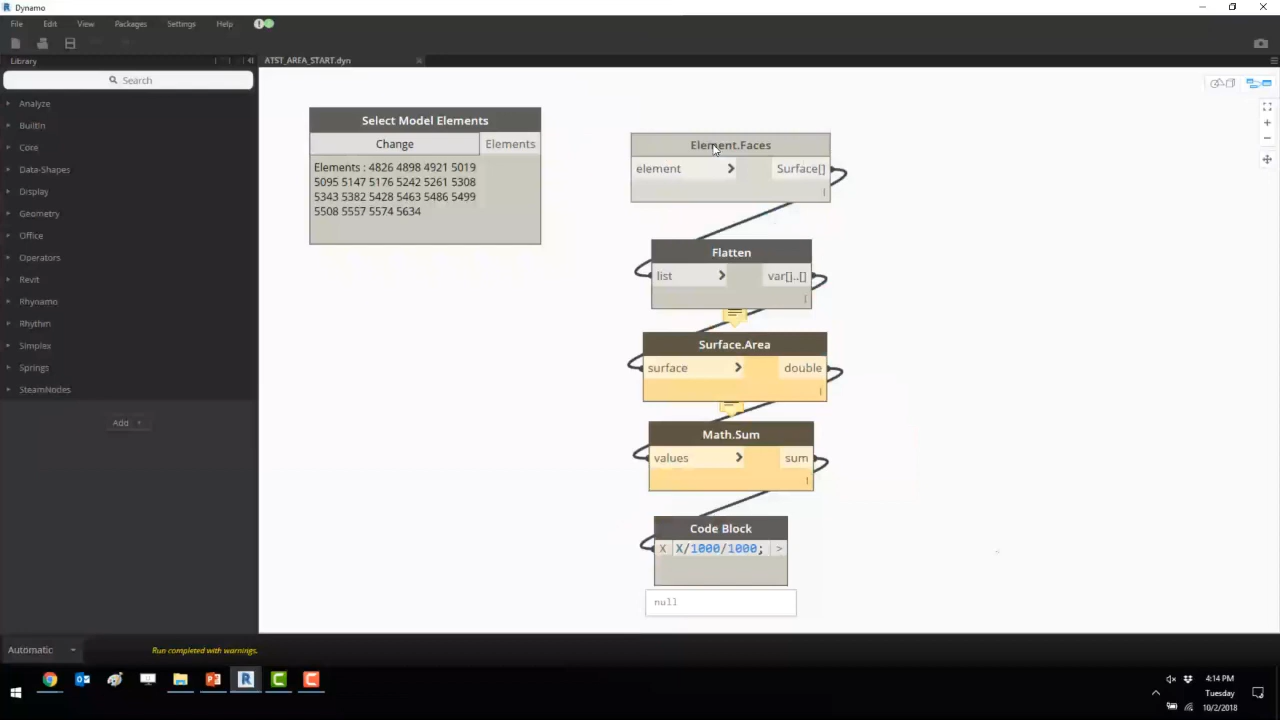 Dynamo
File Edit View Packages Settings Help
Library
ATST_AREA_START.dyn
Search
Analyze
BuiltIn
Core
Data-Shapes
Display
Geometry
Office
Operators
Revit
Rhynamo
Rhythm
Simplex
Springs
SteamNodes
Add
Select Model Elements
Change Elements
Elements : 4826 4898 4921 5019
5095 5147 5176 5242 5261 5308
5343 5382 5428 5463 5486 5499
5508 5557 5574 5634
Element.Faces
element > Surface[]
Flatten
list > var[]..[]
Surface.Area
surface > double
Math.Sum
values > sum
Code Block
X X/1000/1000; >
null
Automatic Run completed with warnings.
4:14 PM
Tuesday
10/2/2018